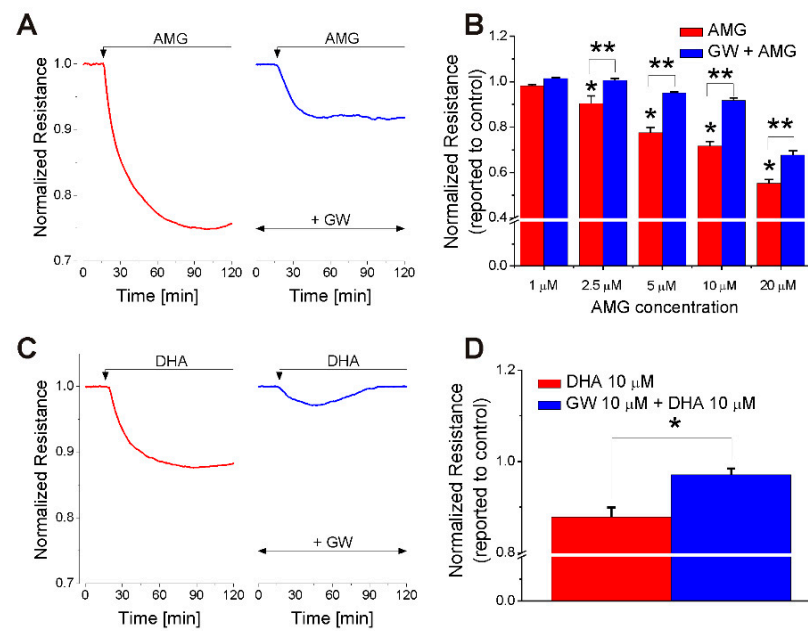 A
AMG
AMG
1.0
0.9
0.8
0.7
Normalized Resistance
+ GW
0 30 60 90 120
0 30 60 90 120
Time [min]
Time [min]
B
AMG
GW + AMG
1.2
1.0
0.8
0.6
0.4
0.0
Normalized Resistance
(reported to control)
** ** ** **
* * * *
1 µM 2.5 µM 5 µM 10 µM 20 µM
AMG concentration
C
DHA
DHA
1.0
0.9
0.8
0.7
Normalized Resistance
+ GW
0 30 60 90 120
0 30 60 90 120
Time [min]
Time [min]
D
DHA 10 µM
GW 10 µM + DHA 10 µM
*
1.2
1.0
0.8
0.0
Normalized Resistance
(reported to control)